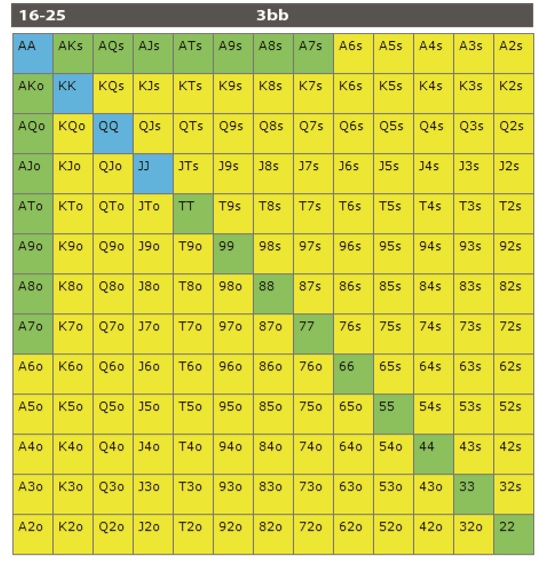 16-25 3bb
AA AKs AQs AJs ATs A9s A8s A7s A6s A5s A4s A3s A2s
AKo KK KQs KJs KTs K9s K8s K7s K6s K5s K4s K3s K2s
AQo KQo QQ QJs QTs Q9s Q8s Q7s Q6s Q5s Q4s Q3s Q2s
AJo KJo QJo JJ JTs J9s J8s J7s J6s J5s J4s J3s J2s
ATo KTo QTo JTo TT T9s T8s T7s T6s T5s T4s T3s T2s
A9o K9o Q9o J9o T9o 99 98s 97s 96s 95s 94s 93s 92s
A8o K8o Q8o J8o T8o 98o 88 87s 86s 85s 84s 83s 82s
A7o K7o Q7o J7o T7o 97o 87o 77 76s 75s 74s 73s 72s
A6o K6o Q6o J6o T6o 96o 86o 76o 66 65s 64s 63s 62s
A5o K5o Q5o J5o T5o 95o 85o 75o 65o 55 54s 53s 52s
A4o K4o Q4o J4o T4o 94o 84o 74o 64o 54o 44 43s 42s
A3o K3o Q3o J3o T3o 93o 83o 73o 63o 53o 43o 33 32s
A2o K2o Q2o J2o T2o 92o 82o 72o 62o 52o 42o 32o 22